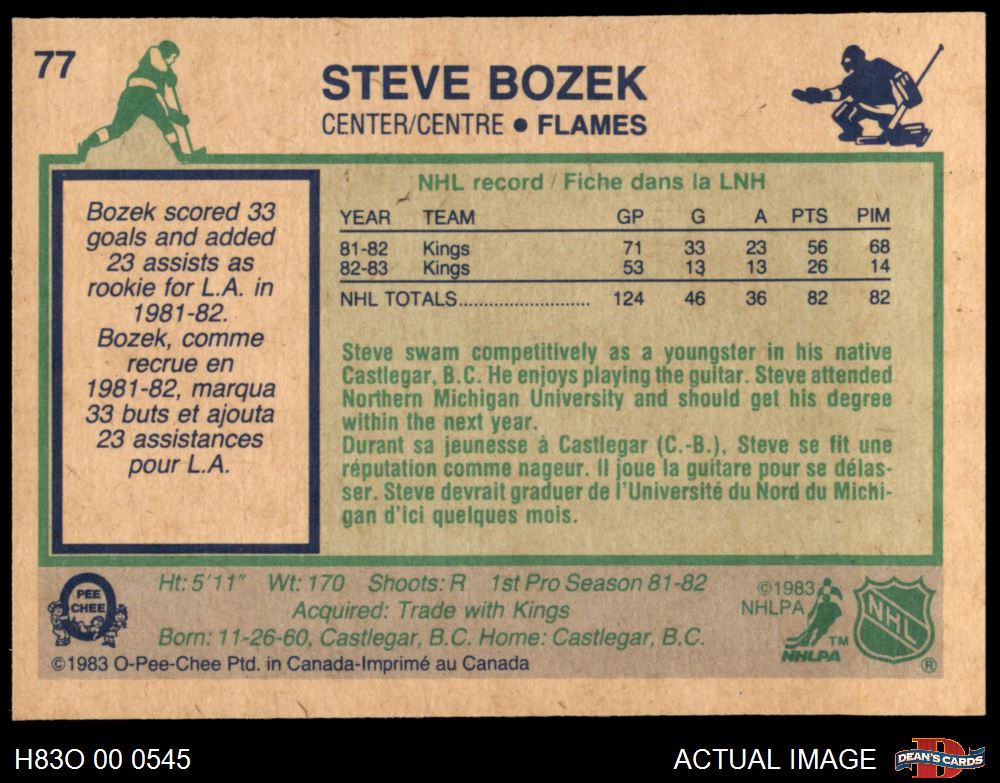 77
STEVE BOZEK
CENTER/CENTRE ● FLAMES
Bozek scored 33
goals and added
23 assists as
rookie for L.A. in
1981-82.
Bozek, comme
recrue en
1981-82, marqua
33 buts et ajouta
23 assistances
pour L.A.
NHL record / Fiche dans la LNH
YEAR TEAM GP G A PTS PIM
81-82 Kings 71 33 23 56 68
82-83 Kings 53 13 13 26 14
NHL TOTALS............................ 124 46 36 82 82
Steve swam competitively as a youngster in his native
Castlegar, B.C. He enjoys playing the guitar. Steve attended
Northern Michigan University and should get his degree
within the next year.
Durant sa jeunesse à Castlegar (C.-B.), Steve se fit une
réputation comme nageur. Il joue la guitare pour se délas-
ser. Steve devrait graduer de l'Université du Nord du Michi-
gan d'ici quelques mois.
PEE
CHEE
Ht: 5'11" Wt: 170 Shoots: R 1st Pro Season 81-82
Acquired: Trade with Kings
Born: 11-26-60, Castlegar, B.C. Home: Castlegar, B.C.
©1983 O-Pee-Chee Ptd. in Canada-Imprimé au Canada
©1983
NHLPA
TM
NHLPA
NHL
®
H83O 00 0545
ACTUAL IMAGE
D
DEAN'S CARDS